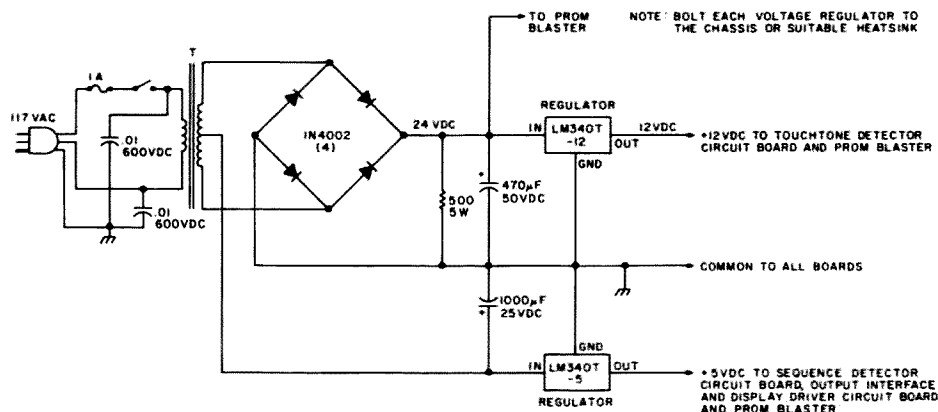 TO PROM
BLASTER
NOTE: BOLT EACH VOLTAGE REGULATOR TO
THE CHASSIS OR SUITABLE HEATSINK
T
1A
117VAC
.01
600VDC
.01
600VDC
1N4002
(4)
24 VDC
500
5W
+
470µF
50VDC
REGULATOR
IN
LM340T
-12
OUT
12VDC
GND
+12VDC TO TOUCHTONE DETECTOR
CIRCUIT BOARD AND PROM BLASTER
COMMON TO ALL BOARDS
1000µF
25VDC
+
GND
IN
LM340T
-5
OUT
REGULATOR
+5VDC TO SEQUENCE DETECTOR
CIRCUIT BOARD, OUTPUT INTERFACE
AND DISPLAY DRIVER CIRCUIT BOARD
AND PROM BLASTER